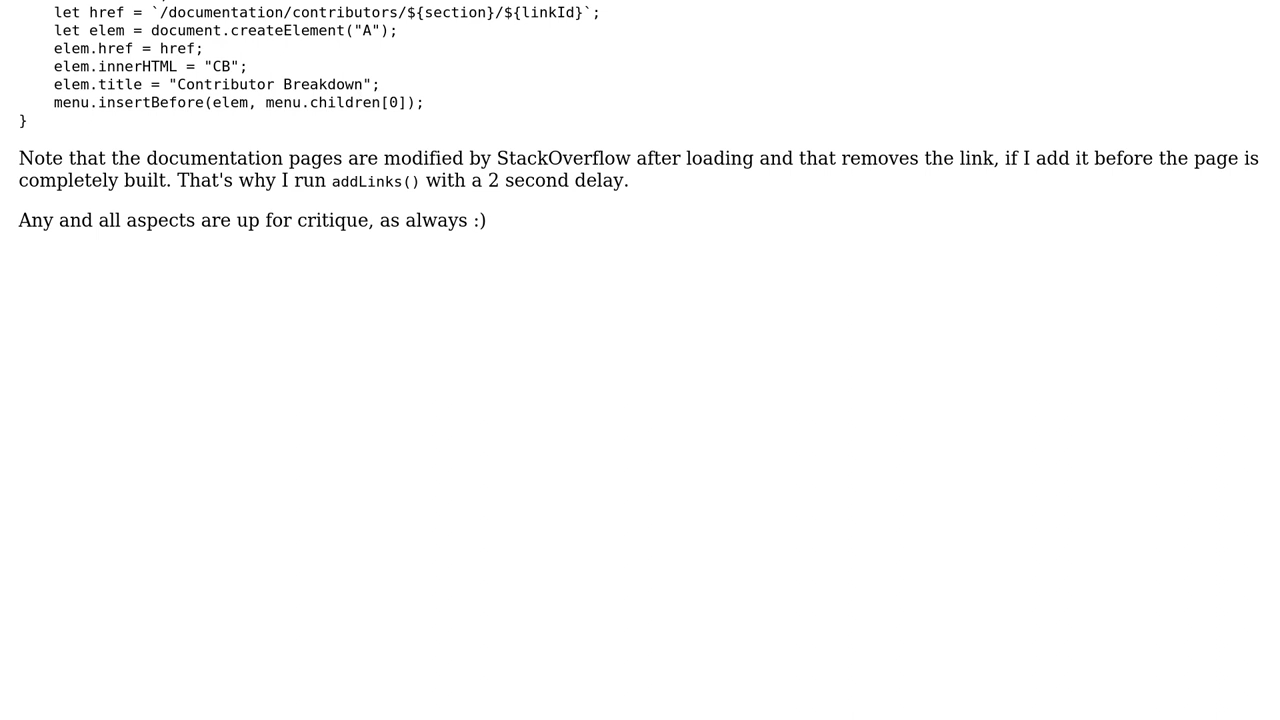 let href = `/documentation/contributors/${section}/${linkId}`;
let elem = document.createElement("A");
elem.href = href;
elem.innerHTML = "CB";
elem.title = "Contributor Breakdown";
menu.insertBefore(elem, menu.children[0]);
}
Note that the documentation pages are modified by StackOverflow after loading and that removes the link, if I add it before the page is
completely built. That's why I run addLinks() with a 2 second delay.
Any and all aspects are up for critique, as always :)